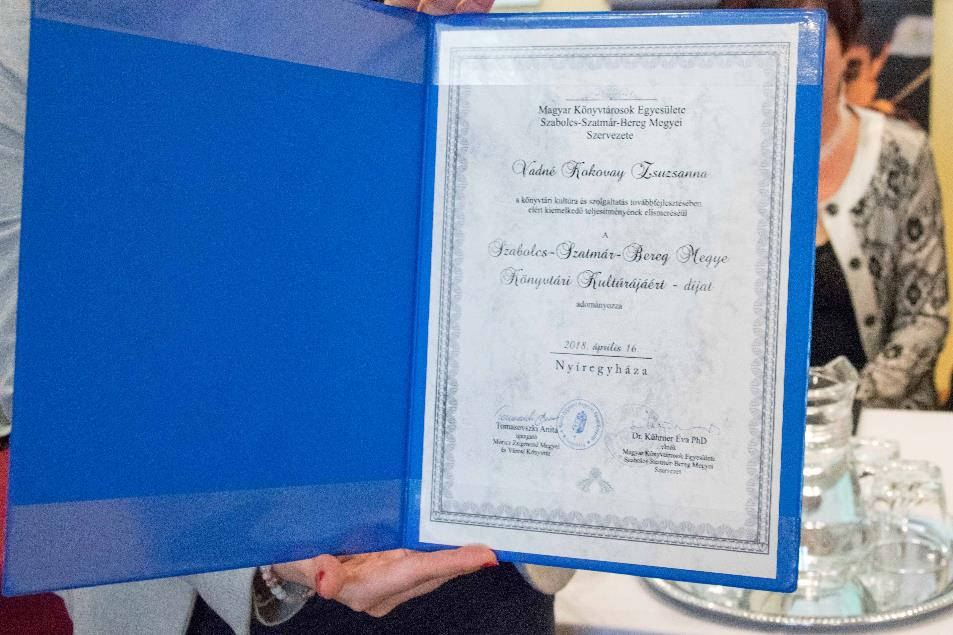 Magyar Könyvtárosok Egyesülete
Szabolcs-Szatmár-Bereg Megyei
Szervezete
Vadné Kokovay Zsuzsanna
a könyvtári kultúra és szolgáltatás továbbfejlesztésében
elért kiemelkedő teljesítményének elismeréséül
A
Szabolcs-Szatmár-Bereg Megye
Könyvtári Kultúrájáért - díjat
adományozza
2018. április 16.
Nyíregyháza
Tomasovszki Anita
igazgató
Móricz Zsigmond Megyei
és Városi Könyvtár
Dr. Kührner Éva PhD
elnök
Magyar Könyvtárosok Egyesülete
Szabolcs-Szatmár-Bereg Megyei
Szervezet